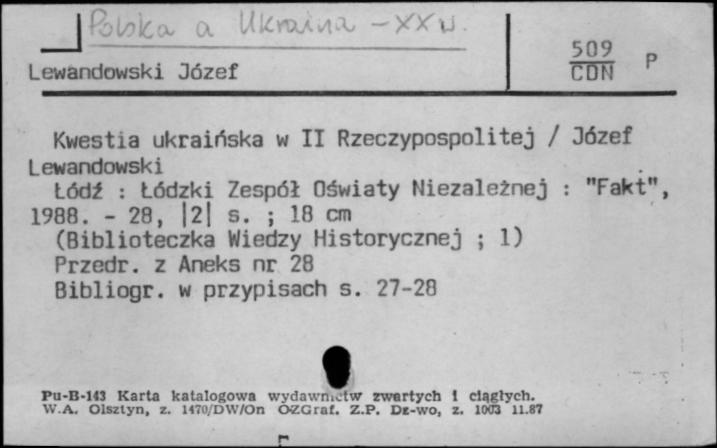 Polska a Ukraina - XX w.
509 P
Lewandowski Józef
CDN
Kwestia ukraińska w II Rzeczypospolitej / Józef
Lewandowski
Łódź : Łódzki Zespół Oświaty Niezależnej : "Fakt",
1988. - 28, |2| s. ; 18 cm
(Biblioteczka Wiedzy Historycznej ; 1)
Przedr. z Aneks nr 28
Bibliogr. w przypisach s. 27-28
Pu-B-143 Karta katalogowa wydawnictw zwartych i ciągłych.
W.A. Olsztyn, z. 1470/DW/On OZGraf. Z.P. Dz-wo, z. 1003 11.87